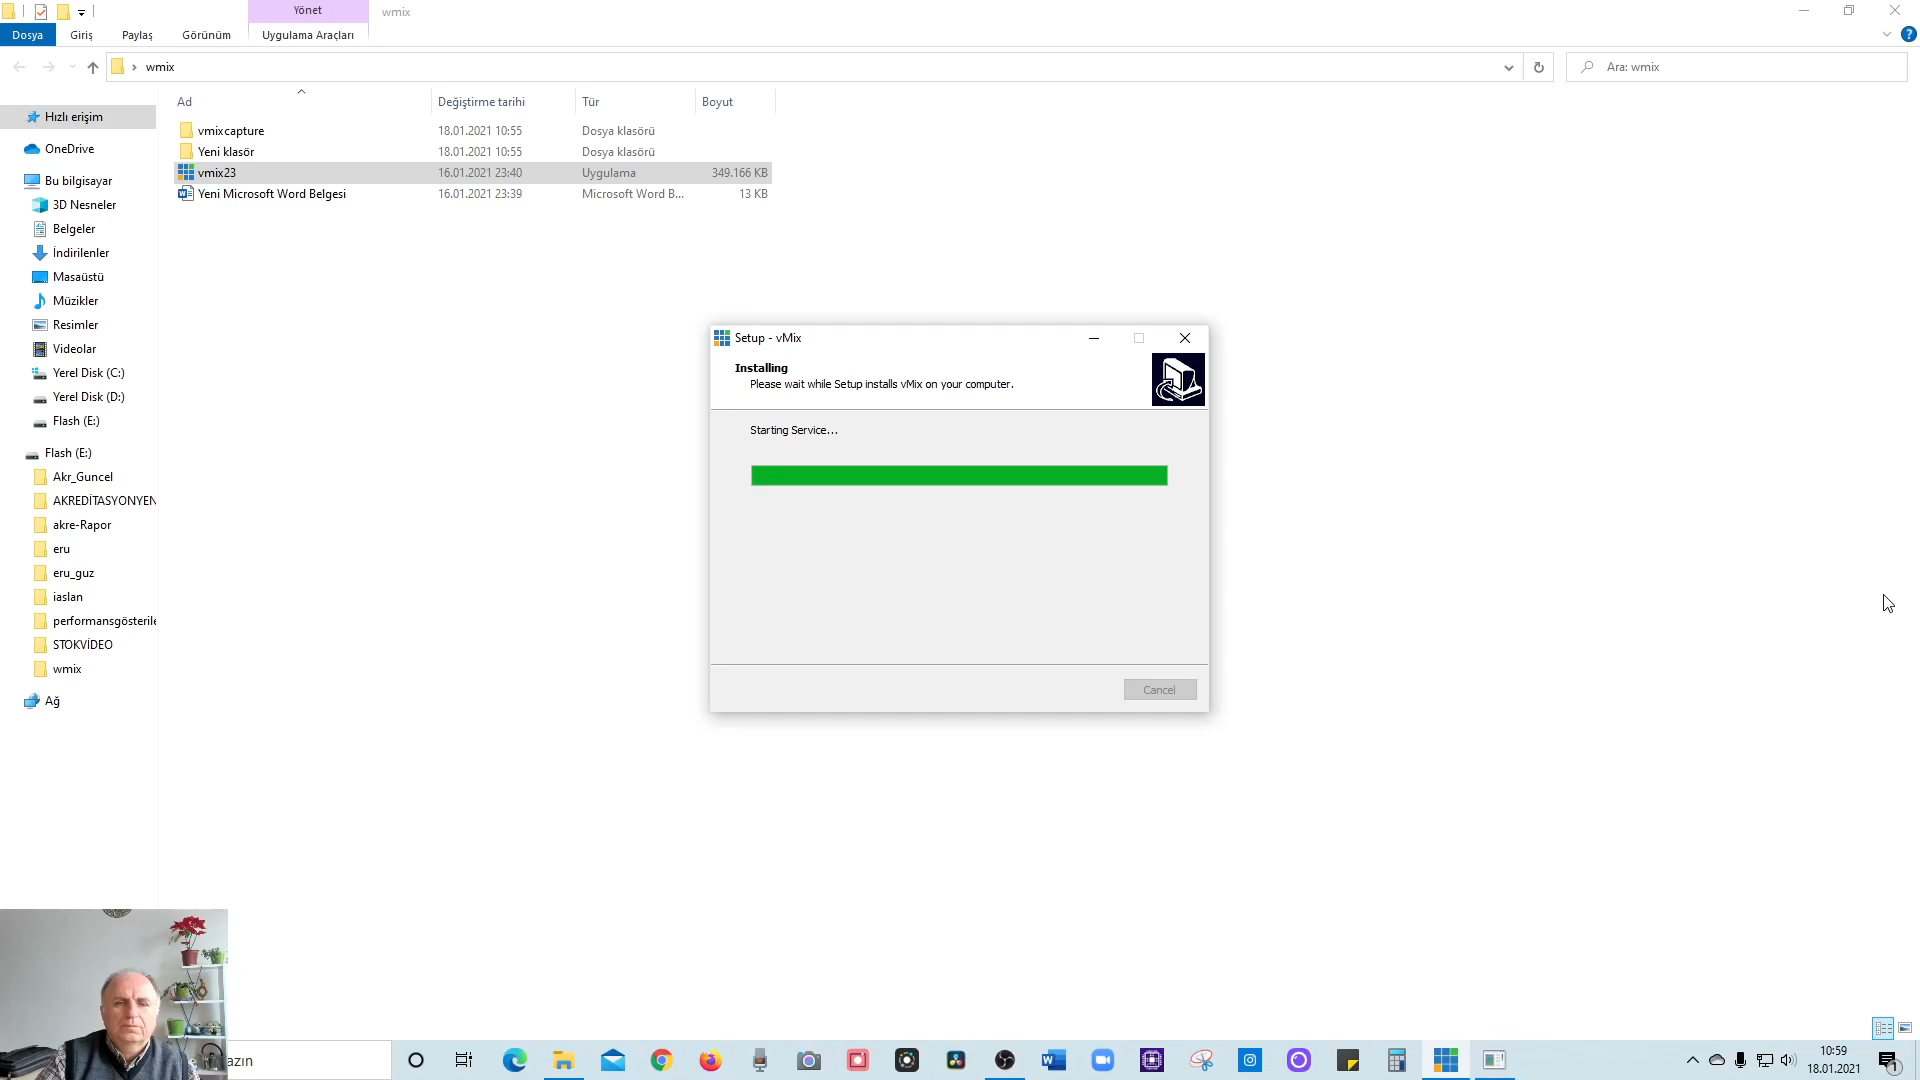 Yönet
wmix
Dosya
Giriş
Paylaş
Görünüm
Uygulama Araçları
wmix
Ara: wmix
Ad
Değiştirme tarihi
Tür
Boyut
vmixcapture
18.01.2021 10:55
Dosya klasörü
Yeni klasör
18.01.2021 10:55
Dosya klasörü
vmix23
16.01.2021 23:40
Uygulama
349.166 KB
Yeni Microsoft Word Belgesi
16.01.2021 23:39
Microsoft Word B...
13 KB
Hızlı erişim
OneDrive
Bu bilgisayar
3D Nesneler
Belgeler
İndirilenler
Masaüstü
Müzikler
Resimler
Videolar
Yerel Disk (C:)
Yerel Disk (D:)
Flash (E:)
Flash (E:)
Akr_Guncel
AKREDİTASYONYEN
akre-Rapor
eru
eru_guz
iaslan
performansgösterile
STOKVİDEO
wmix
Ağ
Setup - vMix
Installing
Please wait while Setup installs vMix on your computer.
Starting Service...
Cancel
azın
10:59
18.01.2021
1